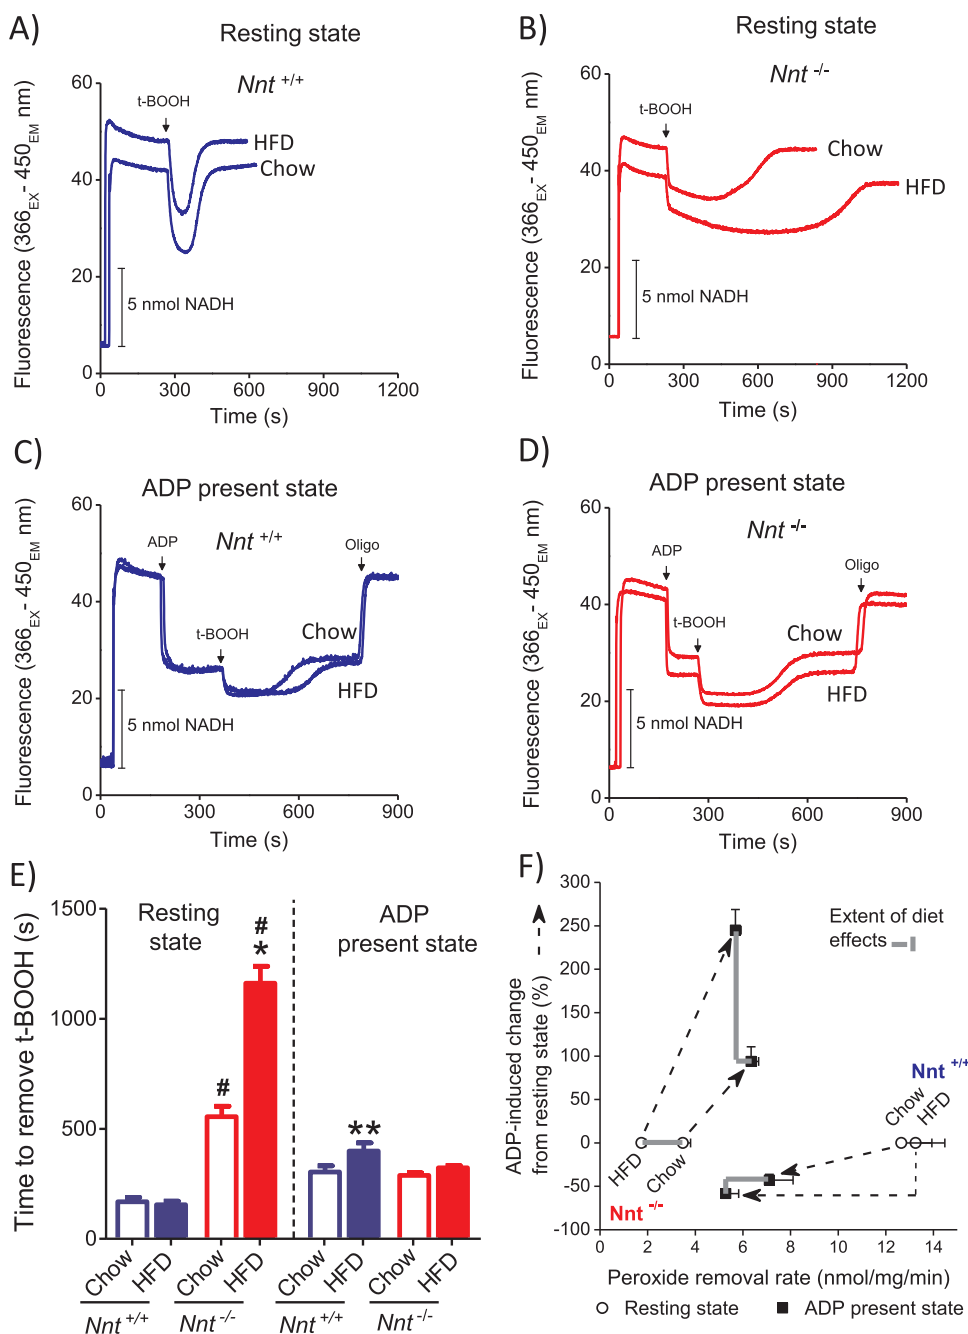 A)
Resting state
Nnt +/+
t-BOOH
HFD
Chow
5 nmol NADH
Fluorescence (366EX- 450EM nm)
60
40
20
0
0 300 600 900 1200
Time (s)
B)
Resting state
Nnt -/-
t-BOOH
Chow
HFD
5 nmol NADH
Fluorescence (366EX- 450EM nm)
60
40
20
0
0 300 600 900 1200
Time (s)
C)
ADP present state
Nnt +/+
ADP
t-BOOH
Oligo
Chow
HFD
5 nmol NADH
Fluorescence (366EX- 450EM nm)
60
40
20
0
0 300 600 900
Time (s)
D)
ADP present state
Nnt -/-
ADP
t-BOOH
Oligo
Chow
HFD
5 nmol NADH
Fluorescence (366EX- 450EM nm)
60
40
20
0
0 300 600 900
Time (s)
E)
Time to remove t-BOOH (s)
1500
1000
500
0
Resting
state
ADP
present state
#
#
*
**
Chow HFD Chow HFD Chow HFD Chow HFD
Nnt+/+ Nnt-/- Nnt+/+ Nnt-/-
F)
ADP-induced change
from resting state (%)
300
250
200
150
100
50
0
-50
-100
Extent of diet
effects
Nnt +/+
Chow
HFD
HFD
Chow
Nnt -/-
0 2 4 6 8 10 12 14
Peroxide removal rate (nmol/mg/min)
Resting state ADP present state